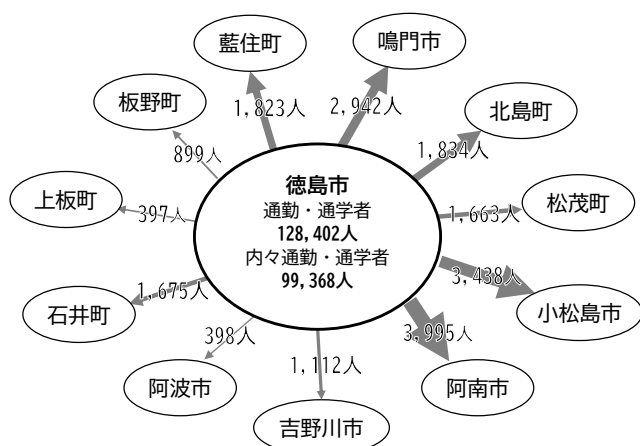 藍住町
鳴門市
板野町
1,823人
2,942人
北島町
899人
1,834人
上板町
397人
徳島市
通勤・通学者
128,402人
内々通勤・通学者
99,368人
1,663人
松茂町
石井町
1,675人
3,438人
小松島市
398人
1,112人
3,995人
阿波市
阿南市
吉野川市